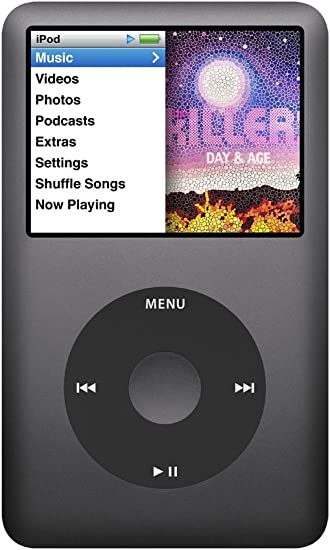 iPod
Music
Videos
Photos
Podcasts
Extras
Settings
Shuffle Songs
Now Playing
KILLER
DAY & AGE
MENU